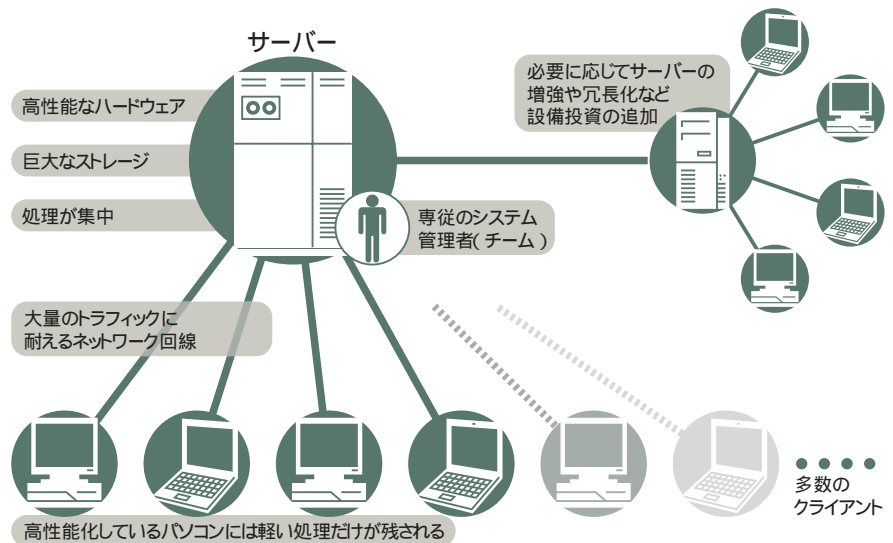 サーバー
高性能なハードウェア
巨大なストレージ
処理が集中
専従のシステム
管理者(チーム)
必要に応じてサーバーの
増強や冗長化など
設備投資の追加
大量のトラフィックに
耐えるネットワーク回線
多数の
クライアント
高性能化しているパソコンには軽い処理だけが残される